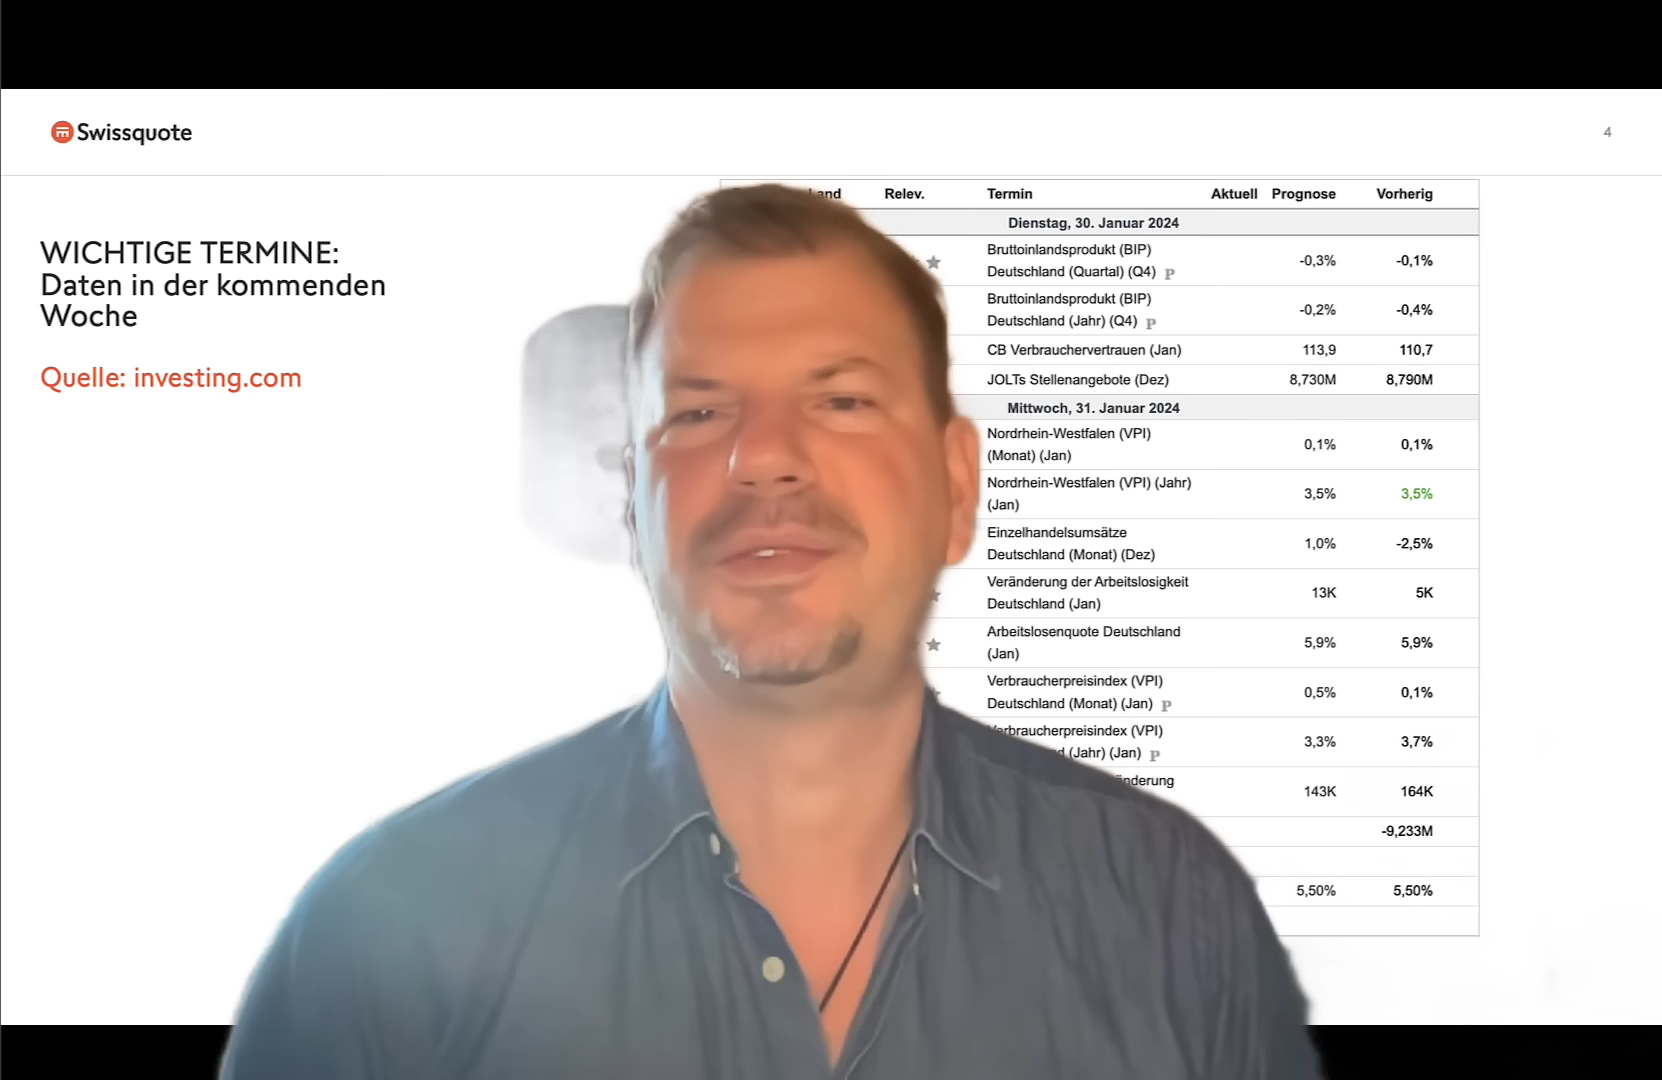 Swissquote
4
WICHTIGE TERMINE:
Daten in der kommenden
Woche
Quelle: investing.com
Relev. Termin Aktuell Prognose Vorherig
Dienstag, 30. Januar 2024
Bruttoinlandsprodukt (BIP)
Deutschland (Quartal) (Q4) P -0,3% -0,1%
Bruttoinlandsprodukt (BIP)
Deutschland (Jahr) (Q4) P -0,2% -0,4%
CB Verbrauchervertrauen (Jan) 113,9 110,7
JOLTs Stellenangebote (Dez) 8,730M 8,790M
Mittwoch, 31. Januar 2024
Nordrhein-Westfalen (VPI)
(Monat) (Jan) 0,1% 0,1%
Nordrhein-Westfalen (VPI) (Jahr)
(Jan) 3,5% 3,5%
Einzelhandelsumsätze
Deutschland (Monat) (Dez) 1,0% -2,5%
Veränderung der Arbeitslosigkeit
Deutschland (Jan) 13K 5K
Arbeitslosenquote Deutschland
(Jan) 5,9% 5,9%
Verbraucherpreisindex (VPI)
Deutschland (Monat) (Jan) P 0,5% 0,1%
Verbraucherpreisindex (VPI)
(Jahr) (Jan) P 3,3% 3,7%
143K 164K
-9,233M
5,50% 5,50%